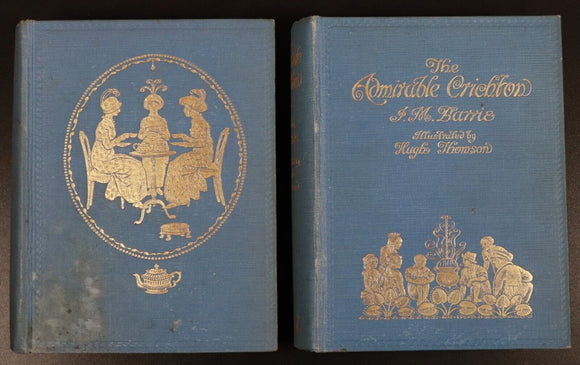 The
Admirable Crichton
J. M. Barrie
Illustrated by
Hugh Thomson